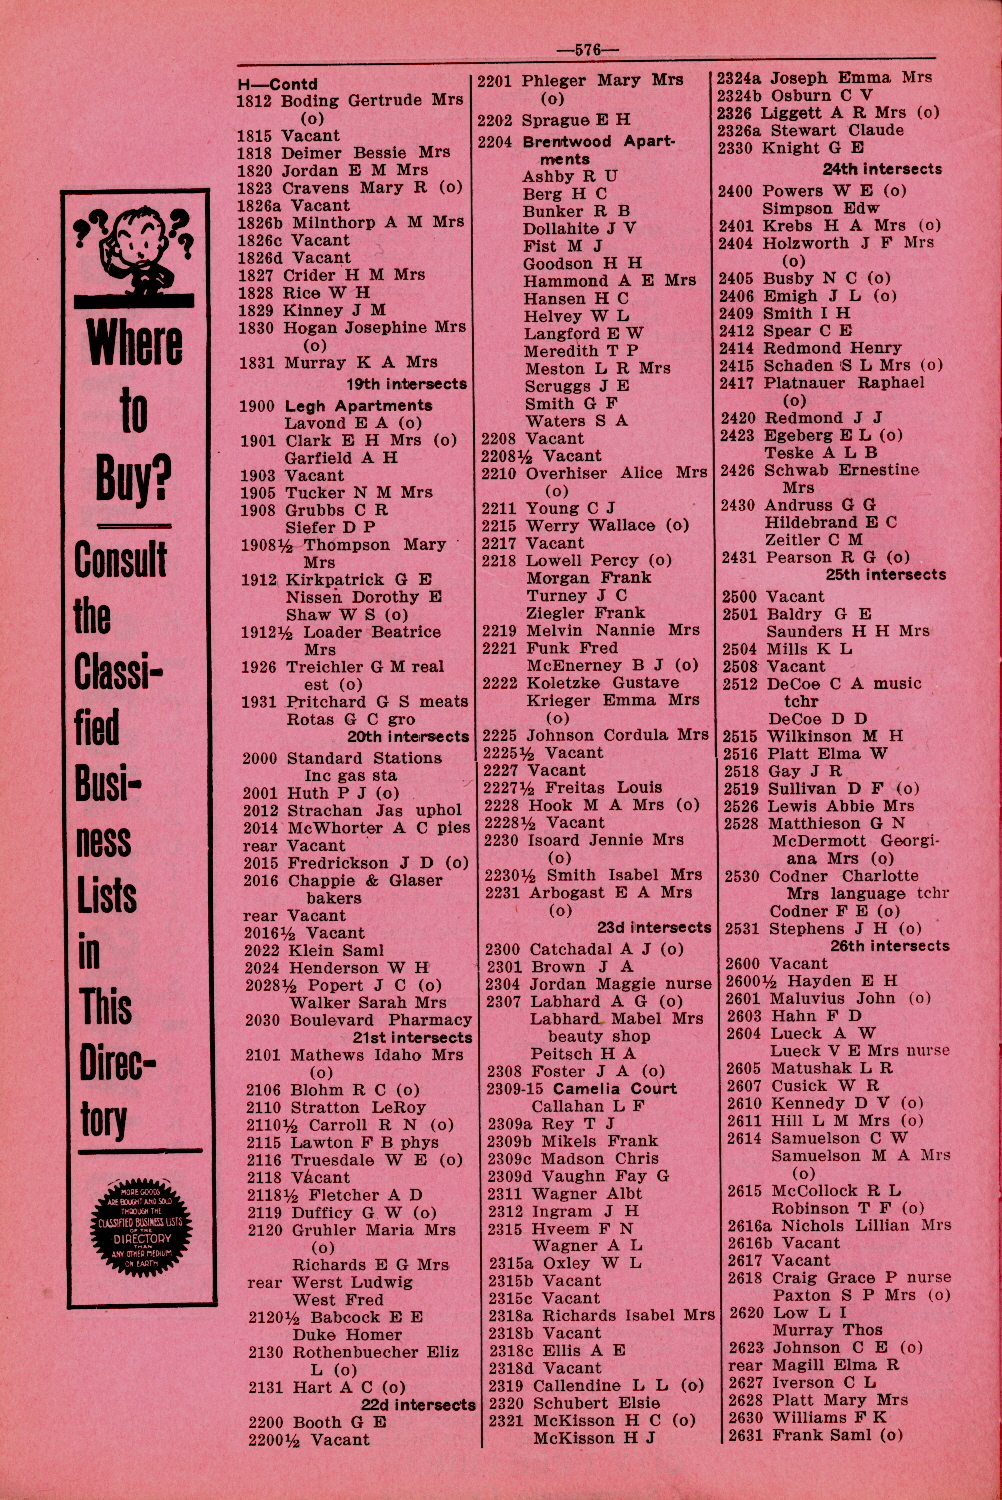 —576—
? ? ? ?
Where
to
Buy?
Consult
the
Classi-
fied
Busi-
ness
Lists
in
This
Direc-
tory
MORE GOODS
ARE BOUGHT AND SOLD
THROUGH THE
CLASSIFIED BUSINESS LISTS
OF THE
DIRECTORY
THAN
ANY OTHER MEDIUM
ON EARTH
H—Contd
1812 Boding Gertrude Mrs
(o)
1815 Vacant
1818 Deimer Bessie Mrs
1820 Jordan E M Mrs
1823 Cravens Mary R (o)
1826a Vacant
1826b Milnthorp A M Mrs
1826c Vacant
1826d Vacant
1827 Crider H M Mrs
1828 Rice W H
1829 Kinney J M
1830 Hogan Josephine Mrs
(o)
1831 Murray K A Mrs
19th intersects
1900 Legh Apartments
Lavond E A (o)
1901 Clark E H Mrs (o)
Garfield A H
1903 Vacant
1905 Tucker N M Mrs
1908 Grubbs C R
Siefer D P
1908½ Thompson Mary
Mrs
1912 Kirkpatrick G E
Nissen Dorothy E
Shaw W S (o)
1912½ Loader Beatrice
Mrs
1926 Treichler G M real
est (o)
1931 Pritchard G S meats
Rotas G C gro
20th intersects
2000 Standard Stations
Inc gas sta
2001 Huth P J (o)
2012 Strachan Jas uphol
2014 McWhorter A C pies
rear Vacant
2015 Fredrickson J D (o)
2016 Chappie & Glaser
bakers
rear Vacant
2016½ Vacant
2022 Klein Saml
2024 Henderson W H
2028½ Popert J C (o)
Walker Sarah Mrs
2030 Boulevard Pharmacy
21st intersects
2101 Mathews Idaho Mrs
(o)
2106 Blohm R C (o)
2110 Stratton LeRoy
2110½ Carroll R N (o)
2115 Lawton F B phys
2116 Truesdale W E (o)
2118 Vacant
2118½ Fletcher A D
2119 Dufficy G W (o)
2120 Gruhler Maria Mrs
(o)
Richards E G Mrs
rear Werst Ludwig
West Fred
2120½ Babcock E E
Duke Homer
2130 Rothenbuecher Eliz
L (o)
2131 Hart A C (o)
22d intersects
2200 Booth G E
2200½ Vacant
2201 Phleger Mary Mrs
(o)
2202 Sprague E H
2204 Brentwood Apart-
ments
Ashby R U
Berg H C
Bunker R B
Dollahite J V
Fist M J
Goodson H H
Hammond A E Mrs
Hansen H C
Helvey W L
Langford E W
Meredith T P
Meston L R Mrs
Scruggs J E
Smith G F
Waters S A
2208 Vacant
2208½ Vacant
2210 Overhiser Alice Mrs
(o)
2211 Young C J
2215 Werry Wallace (o)
2217 Vacant
2218 Lowell Percy (o)
Morgan Frank
Turney J C
Ziegler Frank
2219 Melvin Nannie Mrs
2221 Funk Fred
McEnerney B J (o)
2222 Koletzke Gustave
Krieger Emma Mrs
(o)
2225 Johnson Cordula Mrs
2225½ Vacant
2227 Vacant
2227½ Freitas Louis
2228 Hook M A Mrs (o)
2228½ Vacant
2230 Isoard Jennie Mrs
(o)
2230½ Smith Isabel Mrs
2231 Arbogast E A Mrs
(o)
23d intersects
2300 Catchadal A J (o)
2301 Brown J A
2304 Jordan Maggie nurse
2307 Labhard A G (o)
Labhard Mabel Mrs
beauty shop
Peitsch H A
2308 Foster J A (o)
2309-15 Camelia Court
Callahan L F
2309a Rey T J
2309b Mikels Frank
2309c Madson Chris
2309d Vaughn Fay G
2311 Wagner Albt
2312 Ingram J H
2315 Hveem F N
Wagner A L
2315a Oxley W L
2315b Vacant
2315c Vacant
2318a Richards Isabel Mrs
2318b Vacant
2318c Ellis A E
2318d Vacant
2319 Callendine L L (o)
2320 Schubert Elsie
2321 McKisson H C (o)
McKisson H J
2324a Joseph Emma Mrs
2324b Osburn C V
2326 Liggett A R Mrs (o)
2326a Stewart Claude
2330 Knight G E
24th intersects
2400 Powers W E (o)
Simpson Edw
2401 Krebs H A Mrs (o)
2404 Holzworth J F Mrs
(o)
2405 Busby N C (o)
2406 Emigh J L (o)
2409 Smith I H
2412 Spear C E
2414 Redmond Henry
2415 Schaden S L Mrs (o)
2417 Platnauer Raphael
(o)
2420 Redmond J J
2423 Egeberg E L (o)
Teske A L B
2426 Schwab Ernestine
Mrs
2430 Andruss G G
Hildebrand E C
Zeitler C M
2431 Pearson R G (o)
25th intersects
2500 Vacant
2501 Baldry G E
Saunders H H Mrs
2504 Mills K L
2508 Vacant
2512 DeCoe C A music
tchr
DeCoe D D
2515 Wilkinson M H
2516 Platt Elma W
2518 Gay J R
2519 Sullivan D F (o)
2526 Lewis Abbie Mrs
2528 Matthieson G N
McDermott Georgi-
ana Mrs (o)
2530 Codner Charlotte
Mrs language tchr
Codner F E (o)
2531 Stephens J H (o)
26th intersects
2600 Vacant
2600½ Hayden E H
2601 Maluvius John (o)
2603 Hahn F D
2604 Lueck A W
Lueck V E Mrs nurse
2605 Matushak L R
2607 Cusick W R
2610 Kennedy D V (o)
2611 Hill L M Mrs (o)
2614 Samuelson C W
Samuelson M A Mrs
(o)
2615 McCollock R L
Robinson T F (o)
2616a Nichols Lillian Mrs
2616b Vacant
2617 Vacant
2618 Craig Grace P nurse
Paxton S P Mrs (o)
2620 Low L I
Murray Thos
2623 Johnson C E (o)
rear Magill Elma R
2627 Iverson C L
2628 Platt Mary Mrs
2630 Williams F K
2631 Frank Saml (o)